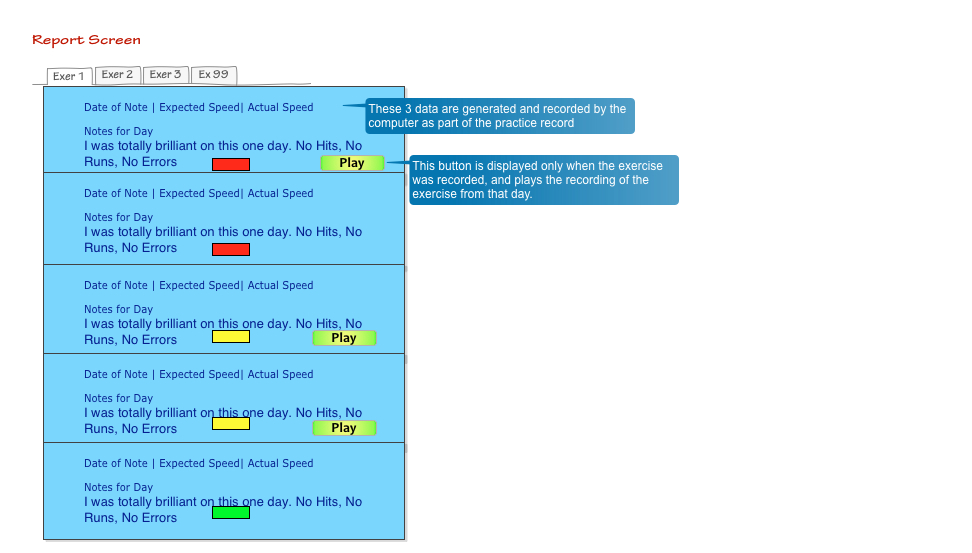 Report Screen
Exer 1 Exer 2 Exer 3 Ex 99
Date of Note | Expected Speed| Actual Speed
These 3 data are generated and recorded by the
computer as part of the practice record
Notes for Day
I was totally brilliant on this one day. No Hits, No
Runs, No Errors
Play
This button is displayed only when the exercise
was recorded, and plays the recording of the
exercise from that day.
Date of Note | Expected Speed| Actual Speed
Notes for Day
I was totally brilliant on this one day. No Hits, No
Runs, No Errors
Date of Note | Expected Speed| Actual Speed
Notes for Day
I was totally brilliant on this one day. No Hits, No
Runs, No Errors
Play
Date of Note | Expected Speed| Actual Speed
Notes for Day
I was totally brilliant on this one day. No Hits, No
Runs, No Errors
Play
Date of Note | Expected Speed| Actual Speed
Notes for Day
I was totally brilliant on this one day. No Hits, No
Runs, No Errors